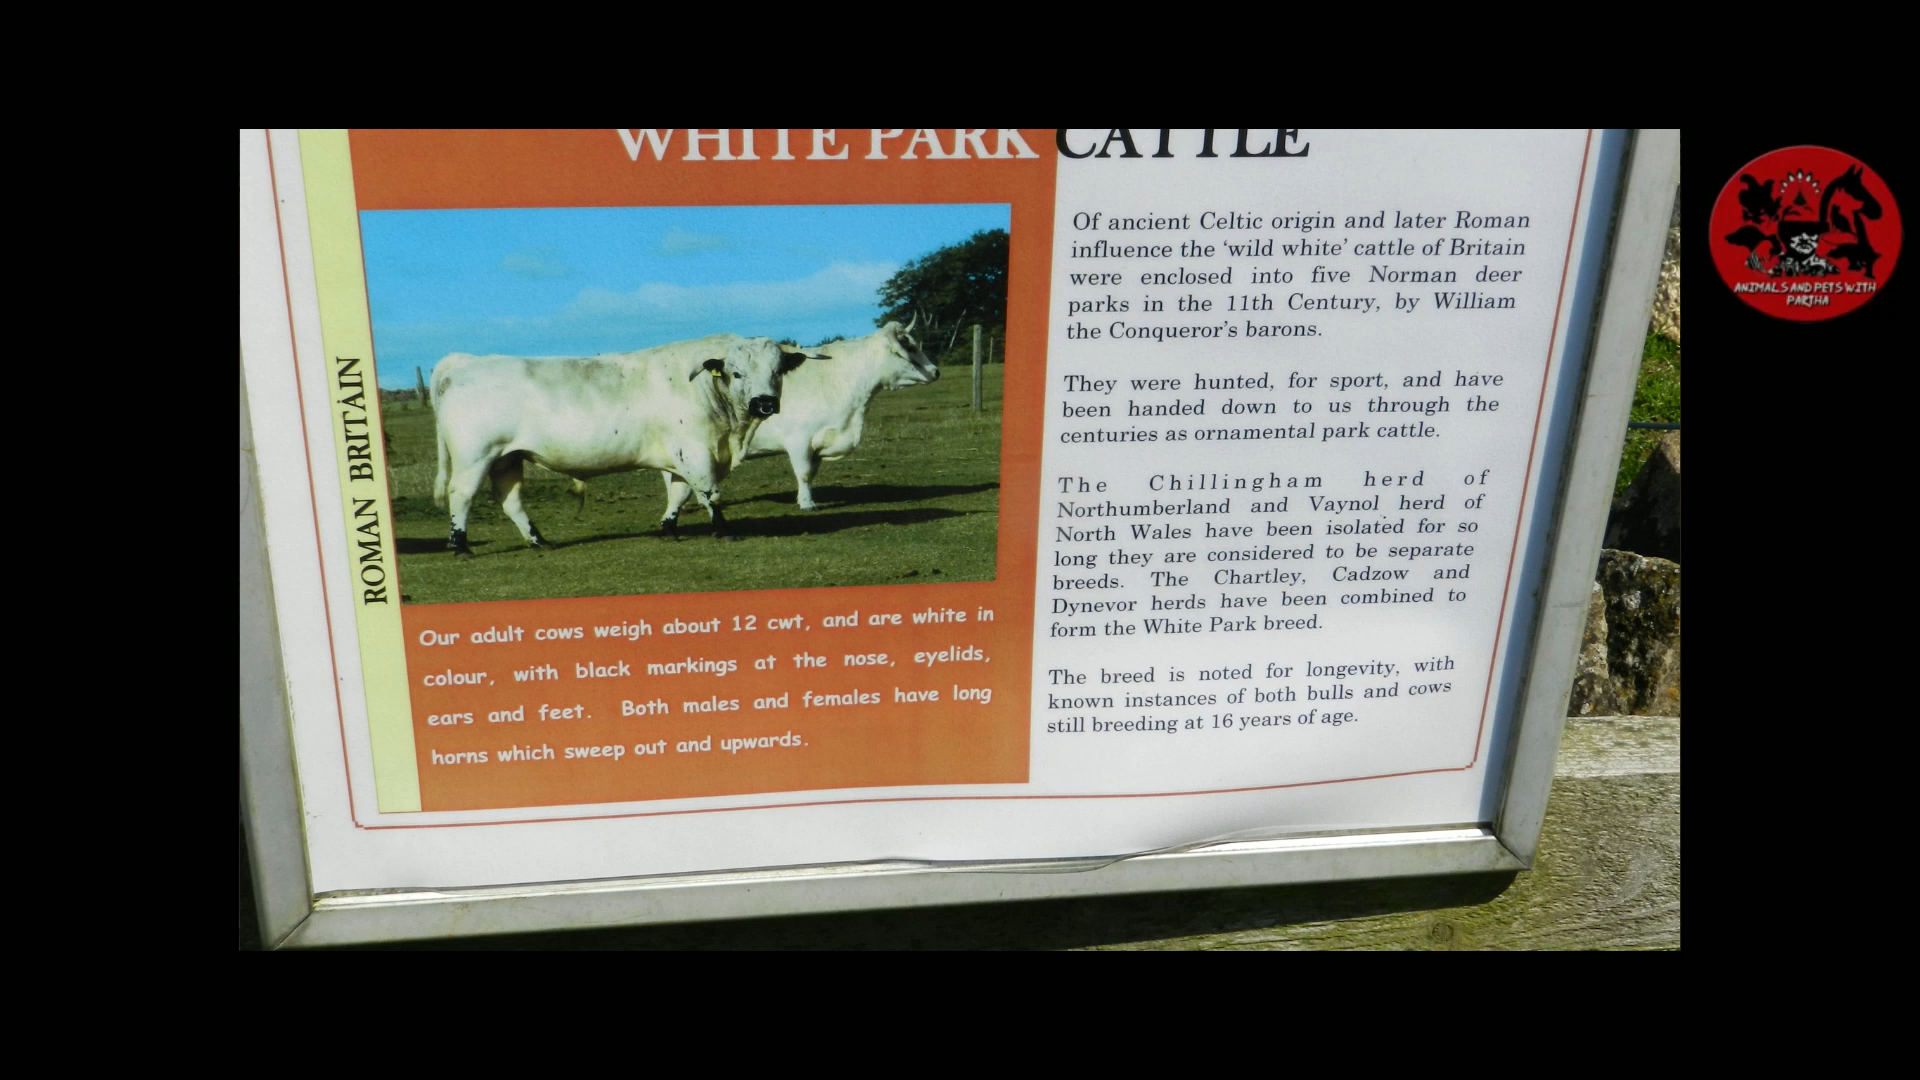 WHITE PARK CATTLE
ROMAN BRITAIN
Our adult cows weigh about 12 cwt, and are white in
colour, with black markings at the nose, eyelids,
ears and feet. Both males and females have long
horns which sweep out and upwards.
Of ancient Celtic origin and later Roman
influence the ‘wild white’ cattle of Britain
were enclosed into five Norman deer
parks in the 11th Century, by William
the Conqueror’s barons.
They were hunted, for sport, and have
been handed down to us through the
centuries as ornamental park cattle.
The Chillingham herd of
Northumberland and Vaynol herd of
North Wales have been isolated for so
long they are considered to be separate
breeds. The Chartley, Cadzow and
Dynevor herds have been combined to
form the White Park breed.
The breed is noted for longevity, with
known instances of both bulls and cows
still breeding at 16 years of age.
ANIMALS AND PETS WITH
PARTHA